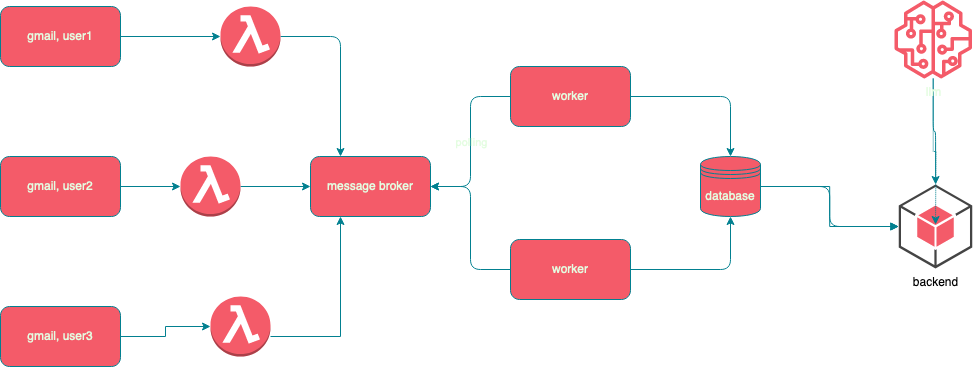 gmail, user1
λ
worker
llm
polling
gmail, user2
λ
message broker
database
worker
backend
gmail, user3
λ